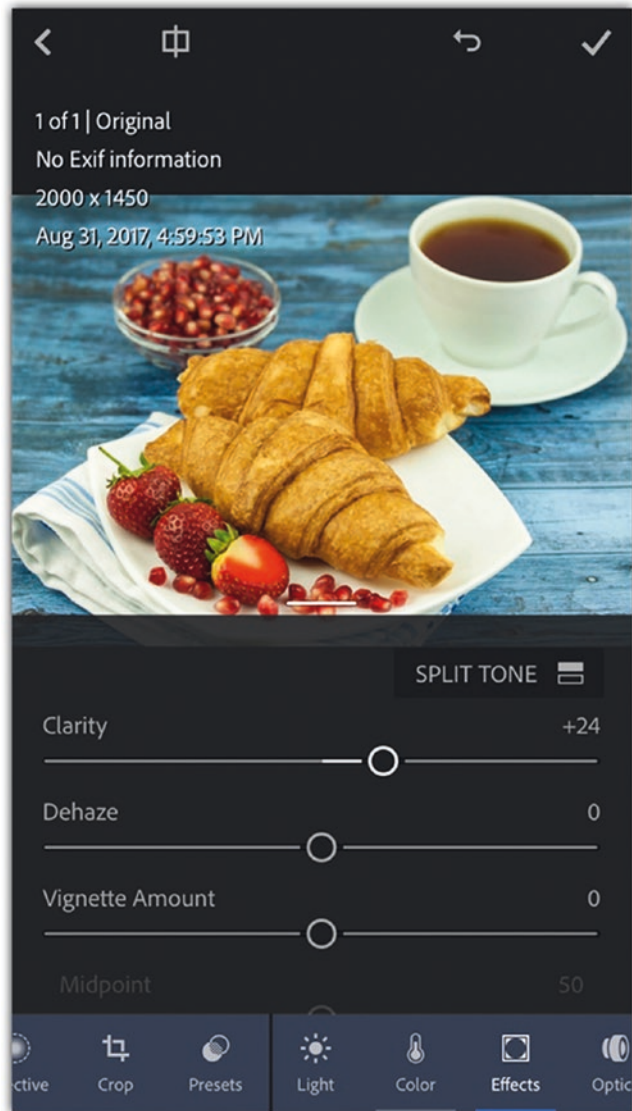 1 of 1 | Original
No Exif information
2000 x 1450
Aug 31, 2017, 4:59:53 PM
SPLIT TONE
Clarity +24
Dehaze 0
Vignette Amount 0
Midpoint 50
ctive Crop Presets Light Color Effects Optic